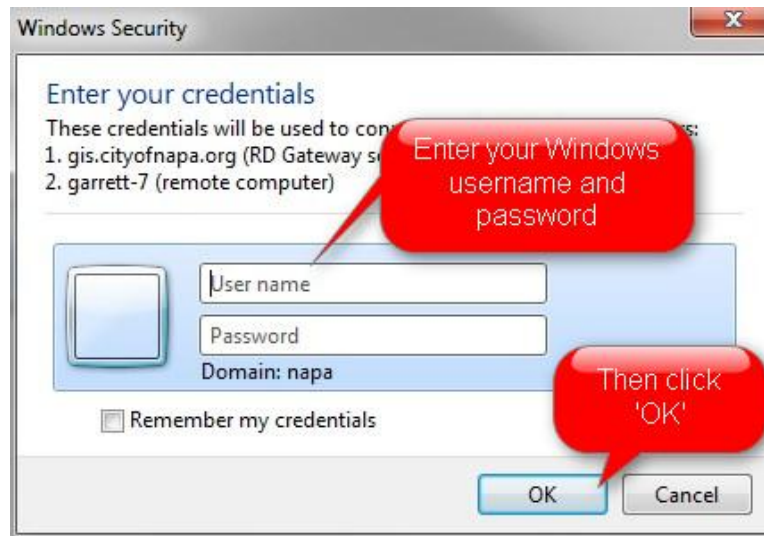 Windows Security
Enter your credentials
These credentials will be used to
1. gis.cityofnapa.org (RD Gateway
2. garrett-7 (remote computer)
Enter your Windows
username and
password
User name
Password
Domain: napa
Remember my credentials
Then click
'OK'
OK
Cancel